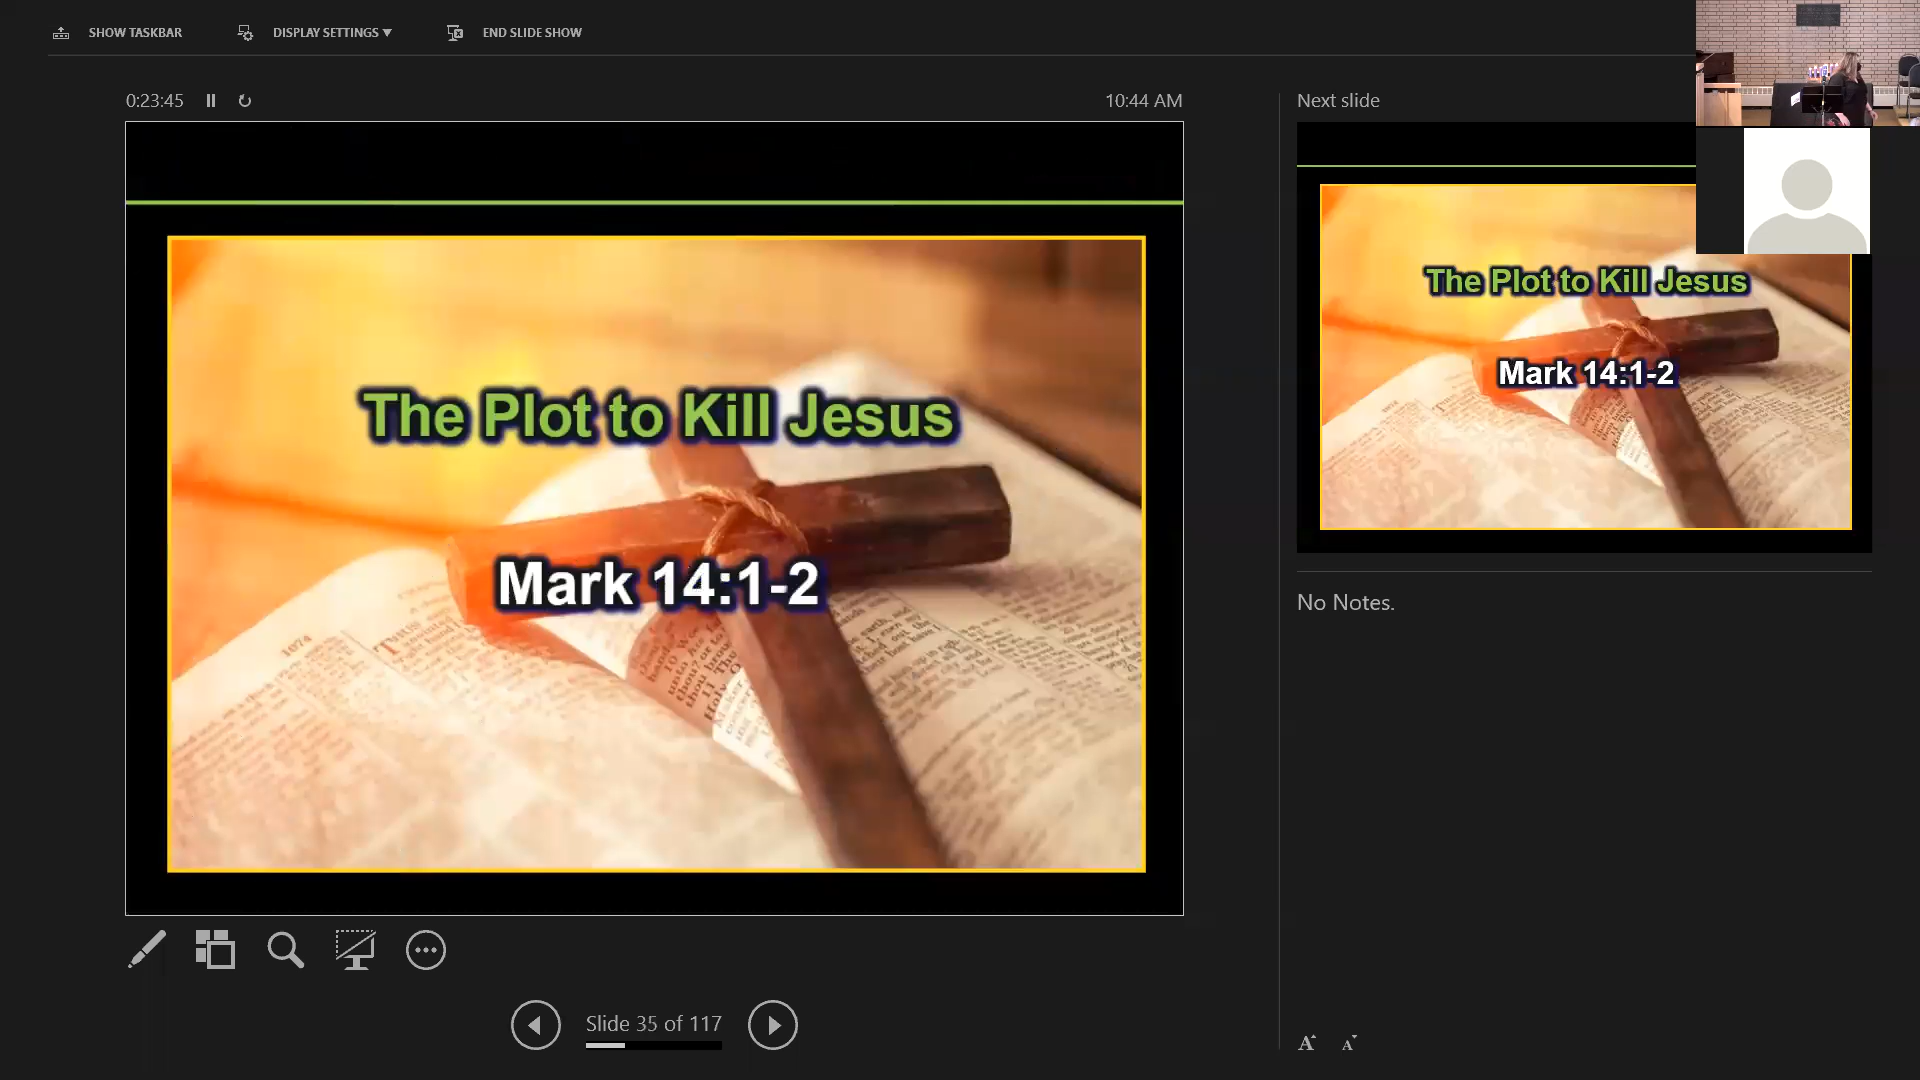 SHOW TASKBAR
DISPLAY SETTINGS ▼
END SLIDE SHOW
0:23:45
10:44 AM
The Plot to Kill Jesus
Mark 14:1-2
1074
Slide 35 of 117
Next slide
The Plot to Kill Jesus
Mark 14:1-2
No Notes.
A
A